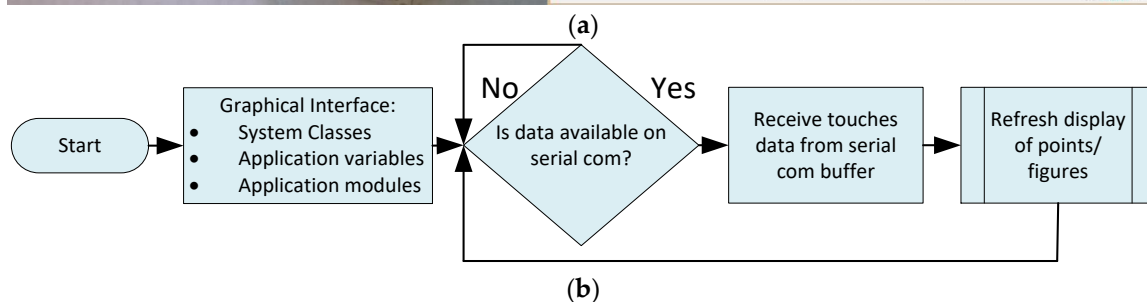 (a)
No
Yes
Start
Graphical Interface:
• System Classes
• Application variables
• Application modules
Is data available on
serial com?
Receive touches
data from serial
com buffer
Refresh display
of points/
figures
(b)